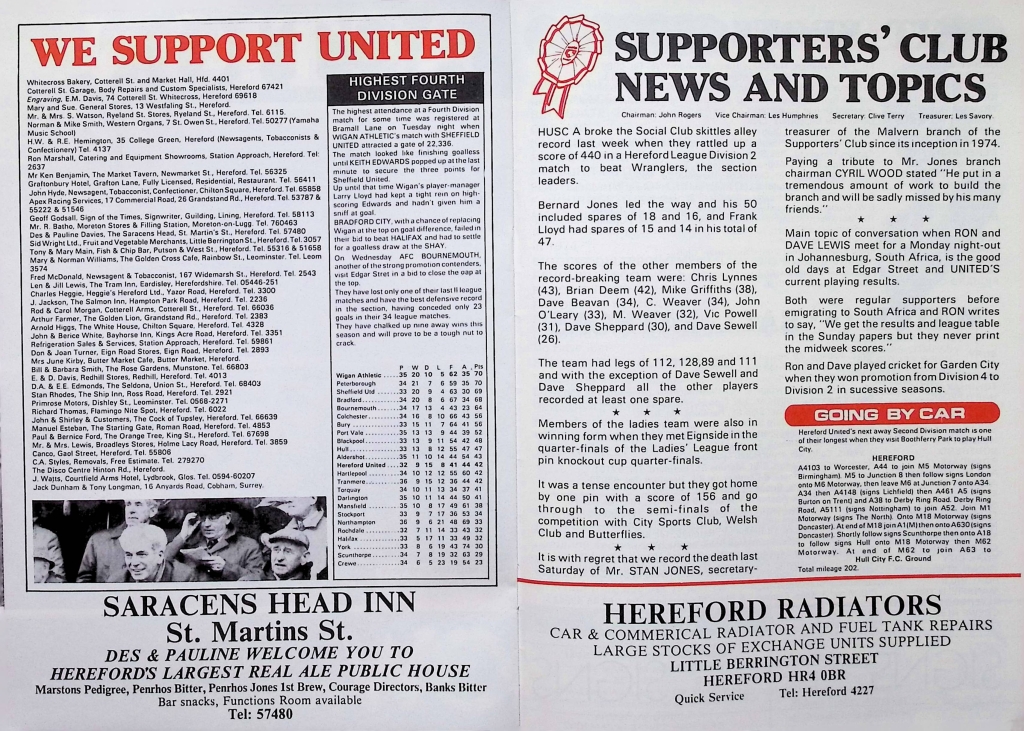 WE SUPPORT UNITED
Whitecross Bakery, Cotterell St. and Market Hall, Hfd. 4401
Cotterell St. Garage, Body Repairs and Custom Specialists, Hereford 67421
Engraving, E.M. Davis, 74 Cotterell St. Whitecross, Hereford 69618
Mary and Sue. General Stores, 13 Westfaling St., Hereford.
Mr. & Mrs. S. Watson, Ryeland St. Stores, Ryeland St., Hereford. Tel. 6115.
Norman & Mike Smith, Western Organs, 7 St. Owen St., Hereford. Tel. 50277 (Yamaha
Music School)
H.W. & R.E. Hemington, 35 College Green, Hereford (Newsagents, Tobacconists &
Confectionery) Tel. 4137
Ron Marshall, Catering and Equipment Showrooms, Station Approach, Hereford. Tel:
2637
Mr Ken Benjamin, The Market Tavern, Newmarket St., Hereford. Tel. 56325
Graftonbury Hotel, Grafton Lane, Fully Licensed, Residential, Restaurant. Tel. 56411
John Hyde, Newsagent, Tobacconist, Confectioner, Chilton Square, Hereford. Tel. 65858
Apex Racing Services, 17 Commercial Road, 26 Grandstand Rd., Hereford. Tel. 53787 &
55222 & 51546
Geoff Godsall, Sign of the Times, Signwriter, Guilding, Lining, Hereford. Tel. 58113
Mr. R. Batho, Moreton Stores & Filling Station, Moreton-on-Lugg. Tel. 760463
Des & Pauline Davies, The Saracens Head, St. Martin's St., Hereford. Tel. 57480
Sid Wright Ltd., Fruit and Vegetable Merchants, Little Berrington St., Hereford. Tel. 3057
Tony & Mary Main, Fish & Chip Bar, Putson & West St., Hereford. Tel. 55316 & 51658
Mary & Norman Williams, The Golden Cross Cafe, Rainbow St., Leominster. Tel. Leom
3574
Fred McDonald, Newsagent & Tobacconist, 167 Widemarsh St., Hereford. Tel. 2543
Len & Jill Lewis, The Tram Inn, Eardisley, Herefordshire. Tel. 05446-251
Charles Heggie, Heggie's Hereford Ltd., Yazor Road, Hereford. Tel. 3300
J. Jackson, The Salmon Inn, Hampton Park Road, Hereford. Tel. 2236
Rod & Carol Morgan, Cotterell Arms, Cotterell St., Hereford. Tel. 66036
Arthur Farmer, The Golden Lion, Grandstand Rd., Hereford. Tel. 2383
Arnold Higgs, The White House, Chilton Square, Hereford. Tel. 4328
John & Berice White, Bayhorse Inn, Kings Acre Road, Hereford. Tel. 3351
Refrigeration Sales & Services, Station Approach, Hereford. Tel. 59861
Don & Joan Turner, Eign Road Stores, Eign Road, Hereford. Tel. 2893
Mrs June Kirby, Butter Market Cafe, Butter Market, Hereford.
Bill & Barbara Smith, The Rose Gardens, Munstone. Tel. 66803
E. & D. Davis, Redhill Stores, Redhill, Hereford. Tel. 4013
D.A. & E.E. Edmonds, The Seldona, Union St., Hereford. Tel. 68403
Stan Rhodes, The Ship Inn, Ross Road, Hereford. Tel. 2921
Primrose Motors, Dishley St., Leominster. Tel. 0568-2271
Richard Thomas, Flamingo Nite Spot, Hereford. Tel. 6022
John & Shirley & Customers, The Cock of Tupsley, Hereford. Tel. 66639
Manuel Esteban, The Starting Gate, Roman Road, Hereford. Tel. 4853
Paul & Bernice Ford, The Orange Tree, King St., Hereford. Tel. 67698
Mr. & Mrs. Lewis, Broadleys Stores, Holme Lacy Road, Hereford. Tel. 3859
Canco, Gaol Street, Hereford. Tel. 55806
C.A. Styles, Removals, Free Estimate. Tel. 279270
The Disco Centre Hinton Rd., Hereford.
J. Watts, Courtfield Arms Hotel, Lydbrook, Glos. Tel. 0594-60207
Jack Dunham & Tony Longman, 16 Anyards Road, Cobham, Surrey.
HIGHEST FOURTH
DIVISION GATE
The highest attendance at a Fourth Division
match for some time was registered at
Bramall Lane on Tuesday night when
WIGAN ATHLETIC's match with SHEFFIELD
UNITED attracted a gate of 22,336.
The match looked like finishing goalless
until KEITH EDWARDS popped up at the last
minute to secure the three points for
Sheffield United.
Up until that time Wigan's player-manager
Larry Lloyd had kept a tight rein on high-
scoring Edwards and hadn't given him a
sniff at goal.
BRADFORD CITY, with a chance of replacing
Wigan at the top on goal difference, failed in
their bid to beat HALIFAX and had to settle
for a goalless draw at the SHAY.
On Wednesday AFC BOURNEMOUTH,
another of the strong promotion contenders,
visit Edgar Street in a bid to close the gap at
the top.
They have lost only one of their last II league
matches and have the best defensive record
in the section, having conceded only 23
goals in their 34 league matches.
They have chalked up nine away wins this
season and will prove to be a tough nut to
crack.
P W D L F A Pts
Wigan Athletic 35 20 10 5 62 35 70
Peterborough 34 21 7 6 59 35 70
Sheffield Utd 33 20 9 4 63 30 69
Bradford 34 20 8 6 67 34 68
Bournemouth 34 17 13 4 43 23 64
Colchester 34 16 8 10 66 43 56
Bury 33 15 11 7 64 41 56
Port Vale 35 13 13 9 44 39 52
Blackpool 33 13 9 11 54 42 48
Hull 33 13 8 12 55 47 47
Aldershot 35 11 10 14 44 54 43
Hereford United 32 9 15 8 41 44 42
Hartlepool 34 10 12 12 55 60 42
Tranmere 36 9 15 12 36 44 42
Torquay 34 10 11 13 34 37 41
Darlington 35 10 11 14 44 50 41
Mansfield 35 10 8 17 49 61 38
Stockport 33 9 7 17 36 53 34
Northampton 36 9 6 21 48 69 33
Rochdale 32 7 11 14 33 43 32
Halifax 33 5 17 11 33 49 32
York 33 8 6 19 43 74 30
Scunthorpe 34 7 8 19 32 63 29
Crewe 34 6 5 23 19 54 23
SARACENS HEAD INN
St. Martins St.
DES & PAULINE WELCOME YOU TO
HEREFORD'S LARGEST REAL ALE PUBLIC HOUSE
Marstons Pedigree, Penrhos Bitter, Penrhos Jones 1st Brew, Courage Directors, Banks Bitter
Bar snacks, Functions Room available
Tel: 57480
SUPPORTERS' CLUB
NEWS AND TOPICS
Chairman: John Rogers Vice Chairman: Les Humphries Secretary: Clive Terry Treasurer: Les Savory
HUSC A broke the Social Club skittles alley
record last week when they rattled up a
score of 440 in a Hereford League Division 2
match to beat Wranglers, the section
leaders.
Bernard Jones led the way and his 50
included spares of 18 and 16, and Frank
Lloyd had spares of 15 and 14 in his total of
47.
The scores of the other members of the
record-breaking team were: Chris Lynnes
(43), Brian Deem (42), Mike Griffiths (38),
Dave Beavan (34), C. Weaver (34), John
O'Leary (33), M. Weaver (32), Vic Powell
(31), Dave Sheppard (30), and Dave Sewell
(26).
The team had legs of 112, 128,89 and 111
and with the exception of Dave Sewell and
Dave Sheppard all the other players
recorded at least one spare.
★ ★ ★
Members of the ladies team were also in
winning form when they met Eignside in the
quarter-finals of the Ladies' League front
pin knockout cup quarter-finals.
It was a tense encounter but they got home
by one pin with a score of 156 and go
through to the semi-finals of the
competition with City Sports Club, Welsh
Club and Butterflies.
★ ★ ★
It is with regret that we record the death last
Saturday of Mr. STAN JONES, secretary-
treasurer of the Malvern branch of the
Supporters' Club since its inception in 1974.
Paying a tribute to Mr. Jones branch
chairman CYRIL WOOD stated "He put in a
tremendous amount of work to build the
branch and will be sadly missed by his many
friends."
★ ★ ★
Main topic of conversation when RON and
DAVE LEWIS meet for a Monday night-out
in Johannesburg, South Africa, is the good
old days at Edgar Street and UNITED'S
current playing results.
Both were regular supporters before
emigrating to South Africa and RON writes
to say, "We get the results and league table
in the Sunday papers but they never print
the midweek scores."
Ron and Dave played cricket for Garden City
when they won promotion from Division 4 to
Division 2 in sucessive seasons.
GOING BY CAR
Hereford United's next away Second Division match is one
of their longest when they visit Boothferry Park to play Hull
City.
HEREFORD
A4103 to Worcester, A44 to join M5 Motorway (signs
Birmingham). M5 to Junction 8 then follow signs London
onto M6 Motorway, then leave M6 at Junction 7 onto A34.
A34 then A4148 (signs Lichfield) then A461 A5 (signs
Burton on Trent) and A38 to Derby Ring Road. Derby Ring
Road, A5111 (signs Nottingham) to join A52. Join M1
Motorway (signs The North). Onto M18 Motorway (signs
Doncaster). At end of M18 join A1(M) then onto A630 (signs
Doncaster). Shortly follow signs Scunthorpe then onto A18
to follow signs Hull onto M18 Motorway then M62
Motorway. At end of M62 to join A63 to
Hull City F.C. Ground
Total mileage 202.
HEREFORD RADIATORS
CAR & COMMERICAL RADIATOR AND FUEL TANK REPAIRS
LARGE STOCKS OF EXCHANGE UNITS SUPPLIED
LITTLE BERRINGTON STREET
HEREFORD HR4 0BR
Quick Service Tel: Hereford 4227